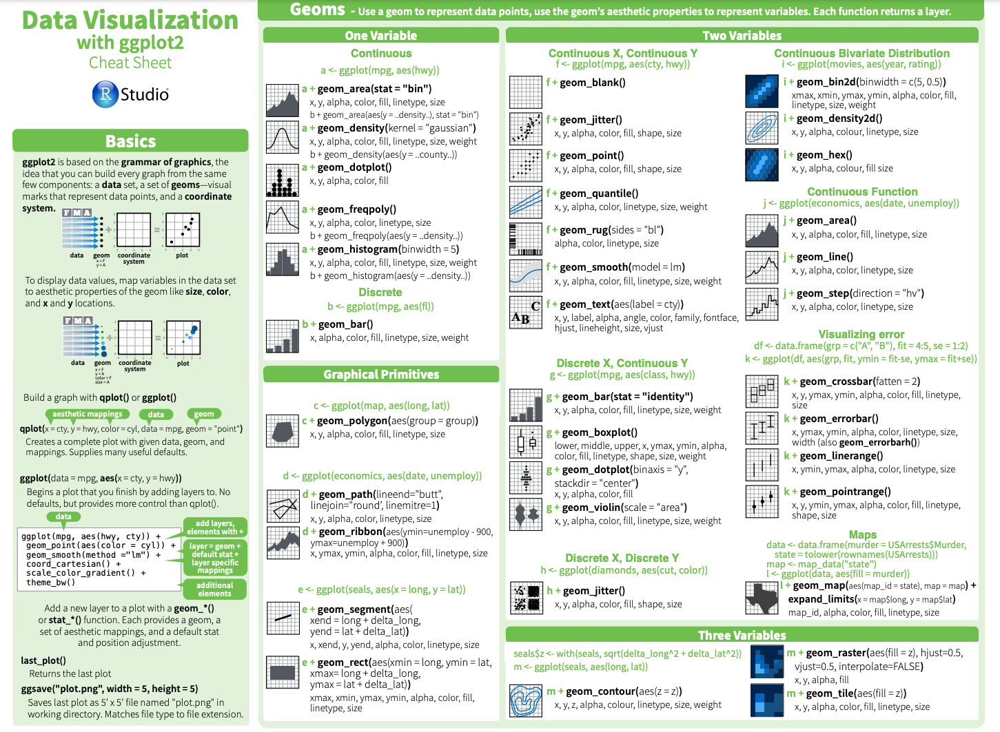 Data Visualization
with ggplot2
Cheat Sheet
R Studio®
Basics
ggplot2 is based on the grammar of graphics, the
idea that you can build every graph from the same
few components: a data set, a set of geoms—visual
marks that represent data points, and a coordinate
system.
F M A
+ =
data geom coordinate system plot
x = F
y = A
To display data values, map variables in the data set
to aesthetic properties of the geom like size, color,
and x and y locations.
F M A
+ =
data geom coordinate system plot
x = F
y = A
color = F
size = A
Build a graph with qplot() or ggplot()
aesthetic mappings data geom
qplot(x = cty, y = hwy, color = cyl, data = mpg, geom = "point")
Creates a complete plot with given data, geom, and
mappings. Supplies many useful defaults.
ggplot(data = mpg, aes(x = cty, y = hwy))
Begins a plot that you finish by adding layers to. No
defaults, but provides more control than qplot().
data
ggplot(mpg, aes(hwy, cty)) +
geom_point(aes(color = cyl)) +
geom_smooth(method ="lm") +
coord_cartesian() +
scale_color_gradient() +
theme_bw()
add layers,
elements with +
layer = geom +
default stat +
layer specific
mappings
additional
elements
Add a new layer to a plot with a geom_*()
or stat_*() function. Each provides a geom, a
set of aesthetic mappings, and a default stat
and position adjustment.
last_plot()
Returns the last plot
ggsave("plot.png", width = 5, height = 5)
Saves last plot as 5' x 5' file named "plot.png" in
working directory. Matches file type to file extension.
Geoms - Use a geom to represent data points, use the geom's aesthetic properties to represent variables. Each function returns a layer.
One Variable
Continuous
a <- ggplot(mpg, aes(hwy))
a + geom_area(stat = "bin")
x, y, alpha, color, fill, linetype, size
b + geom_area(aes(y = ..density..), stat = "bin")
a + geom_density(kernel = "gaussian")
x, y, alpha, color, fill, linetype, size, weight
b + geom_density(aes(y = ..county..))
a + geom_dotplot()
x, y, alpha, color, fill
a + geom_freqpoly()
x, y, alpha, color, linetype, size
b + geom_freqpoly(aes(y = ..density..))
a + geom_histogram(binwidth = 5)
x, y, alpha, color, fill, linetype, size, weight
b + geom_histogram(aes(y = ..density..))
Discrete
b <- ggplot(mpg, aes(fl))
b + geom_bar()
x, alpha, color, fill, linetype, size, weight
Graphical Primitives
c <- ggplot(map, aes(long, lat))
c + geom_polygon(aes(group = group))
x, y, alpha, color, fill, linetype, size
d <- ggplot(economics, aes(date, unemploy))
d + geom_path(lineend="butt",
linejoin="round', linemitre=1)
x, y, alpha, color, linetype, size
d + geom_ribbon(aes(ymin=unemploy - 900,
ymax=unemploy + 900))
x, ymax, ymin, alpha, color, fill, linetype, size
e <- ggplot(seals, aes(x = long, y = lat))
e + geom_segment(aes(
xend = long + delta_long,
yend = lat + delta_lat))
x, xend, y, yend, alpha, color, linetype, size
e + geom_rect(aes(xmin = long, ymin = lat,
xmax= long + delta_long,
ymax = lat + delta_lat))
xmax, xmin, ymax, ymin, alpha, color, fill,
linetype, size
Two Variables
Continuous X, Continuous Y
f <- ggplot(mpg, aes(cty, hwy))
f + geom_blank()
f + geom_jitter()
x, y, alpha, color, fill, shape, size
f + geom_point()
x, y, alpha, color, fill, shape, size
f + geom_quantile()
x, y, alpha, color, linetype, size, weight
f + geom_rug(sides = "bl")
alpha, color, linetype, size
f + geom_smooth(model = lm)
x, y, alpha, color, fill, linetype, size, weight
A B C
f + geom_text(aes(label = cty))
x, y, label, alpha, angle, color, family, fontface,
hjust, lineheight, size, vjust
Discrete X, Continuous Y
g <- ggplot(mpg, aes(class, hwy))
g + geom_bar(stat = "identity")
x, y, alpha, color, fill, linetype, size, weight
g + geom_boxplot()
lower, middle, upper, x, ymax, ymin, alpha,
color, fill, linetype, shape, size, weight
g + geom_dotplot(binaxis = "y",
stackdir = "center")
x, y, alpha, color, fill
g + geom_violin(scale = "area")
x, y, alpha, color, fill, linetype, size, weight
Discrete X, Discrete Y
h <- ggplot(diamonds, aes(cut, color))
h + geom_jitter()
x, y, alpha, color, fill, shape, size
Continuous Bivariate Distribution
i <- ggplot(movies, aes(year, rating))
i + geom_bin2d(binwidth = c(5, 0.5))
xmax, xmin, ymax, ymin, alpha, color, fill,
linetype, size, weight
i + geom_density2d()
x, y, alpha, colour, linetype, size
i + geom_hex()
x, y, alpha, colour, fill size
Continuous Function
j <- ggplot(economics, aes(date, unemploy))
j + geom_area()
x, y, alpha, color, fill, linetype, size
j + geom_line()
x, y, alpha, color, linetype, size
j + geom_step(direction = "hv")
x, y, alpha, color, linetype, size
Visualizing error
df <- data.frame(grp = c("A", "B"), fit = 4:5, se = 1:2)
k <- ggplot(df, aes(grp, fit, ymin = fit-se, ymax = fit+se))
k + geom_crossbar(fatten = 2)
x, y, ymax, ymin, alpha, color, fill, linetype,
size
k + geom_errorbar()
x, ymax, ymin, alpha, color, linetype, size,
width (also geom_errorbarh())
k + geom_linerange()
x, ymin, ymax, alpha, color, linetype, size
k + geom_pointrange()
x, y, ymin, ymax, alpha, color, fill, linetype,
shape, size
Maps
data <- data.frame(murder = USArrests$Murder,
state = tolower(rownames(USArrests)))
map <- map_data("state")
l <- ggplot(data, aes(fill = murder))
l + geom_map(aes(map_id = state), map = map) +
expand_limits(x = map$long, y = map$lat)
map_id, alpha, color, fill, linetype, size
Three Variables
seals$z <- with(seals, sqrt(delta_long^2 + delta_lat^2))
m <- ggplot(seals, aes(long, lat))
m + geom_contour(aes(z = z))
x, y, z, alpha, colour, linetype, size, weight
m + geom_raster(aes(fill = z), hjust=0.5,
vjust=0.5, interpolate=FALSE)
x, y, alpha, fill
m + geom_tile(aes(fill = z))
x, y, alpha, color, fill, linetype, size